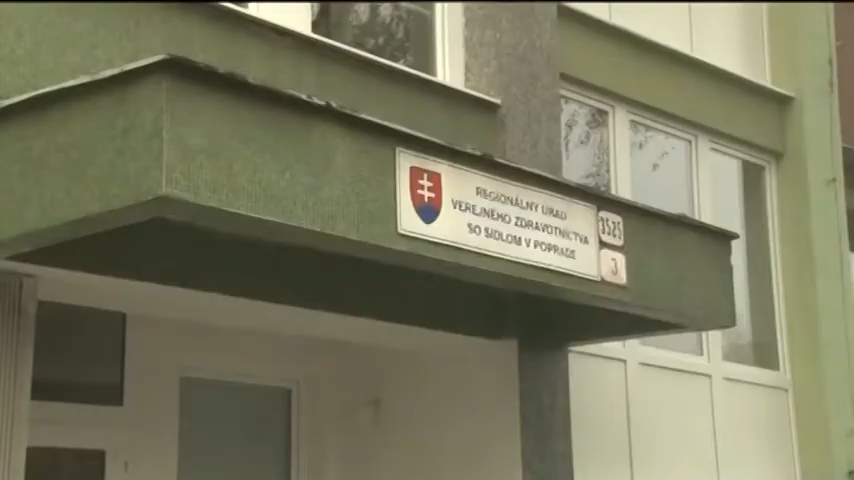 REGIONÁLNY ÚRAD
VEREJNÉHO ZDRAVOTNÍCTVA
SO SÍDLOM V POPRADE
3525
3